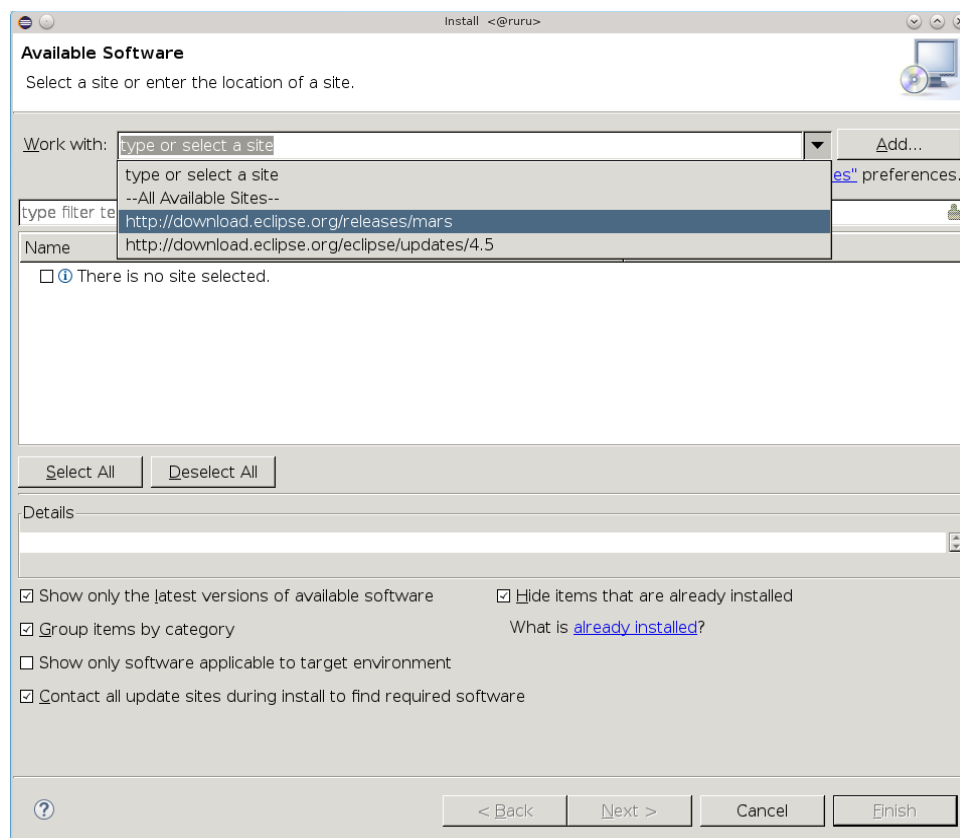 Install <@ruru>
Available Software
Select a site or enter the location of a site.
Work with: type or select a site Add...
type or select a site
es" preferences.
--All Available Sites--
type filter te
http://download.eclipse.org/releases/mars
http://download.eclipse.org/eclipse/updates/4.5
Name
There is no site selected.
Select All Deselect All
Details
Show only the latest versions of available software Hide items that are already installed
Group items by category What is already installed?
Show only software applicable to target environment
Contact all update sites during install to find required software
? < Back Next > Cancel Finish